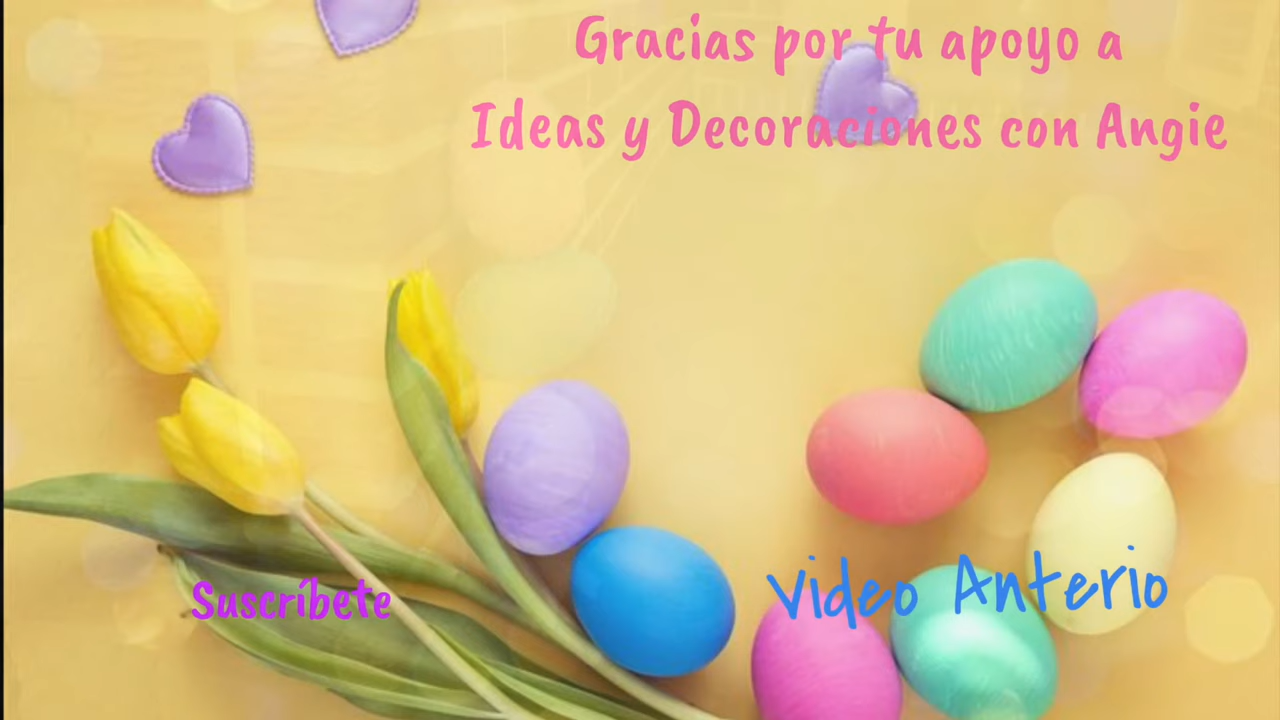 Gracias por tu apoyo a
Ideas y Decoraciones con Angie
Suscríbete
Video Anterio